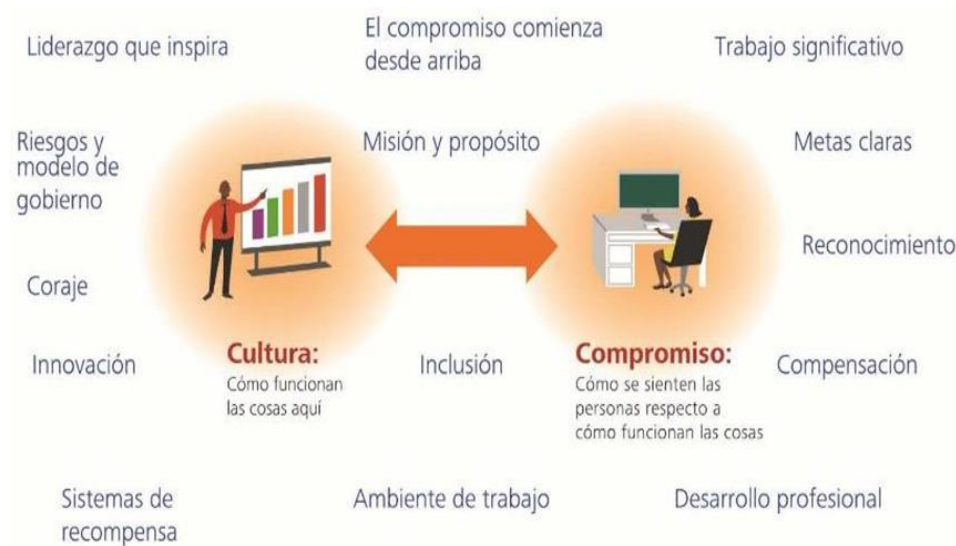 Liderazgo que inspira
El compromiso comienza
desde arriba
Trabajo significativo
Riesgos y
modelo de
gobierno
Misión y propósito
Metas claras
Reconocimiento
Coraje
Innovación
Cultura:
Cómo funcionan
las cosas aquí
Inclusión
Compromiso:
Cómo se sienten las
personas respecto a
cómo funcionan las cosas
Compensación
Sistemas de
recompensa
Ambiente de trabajo
Desarrollo profesional